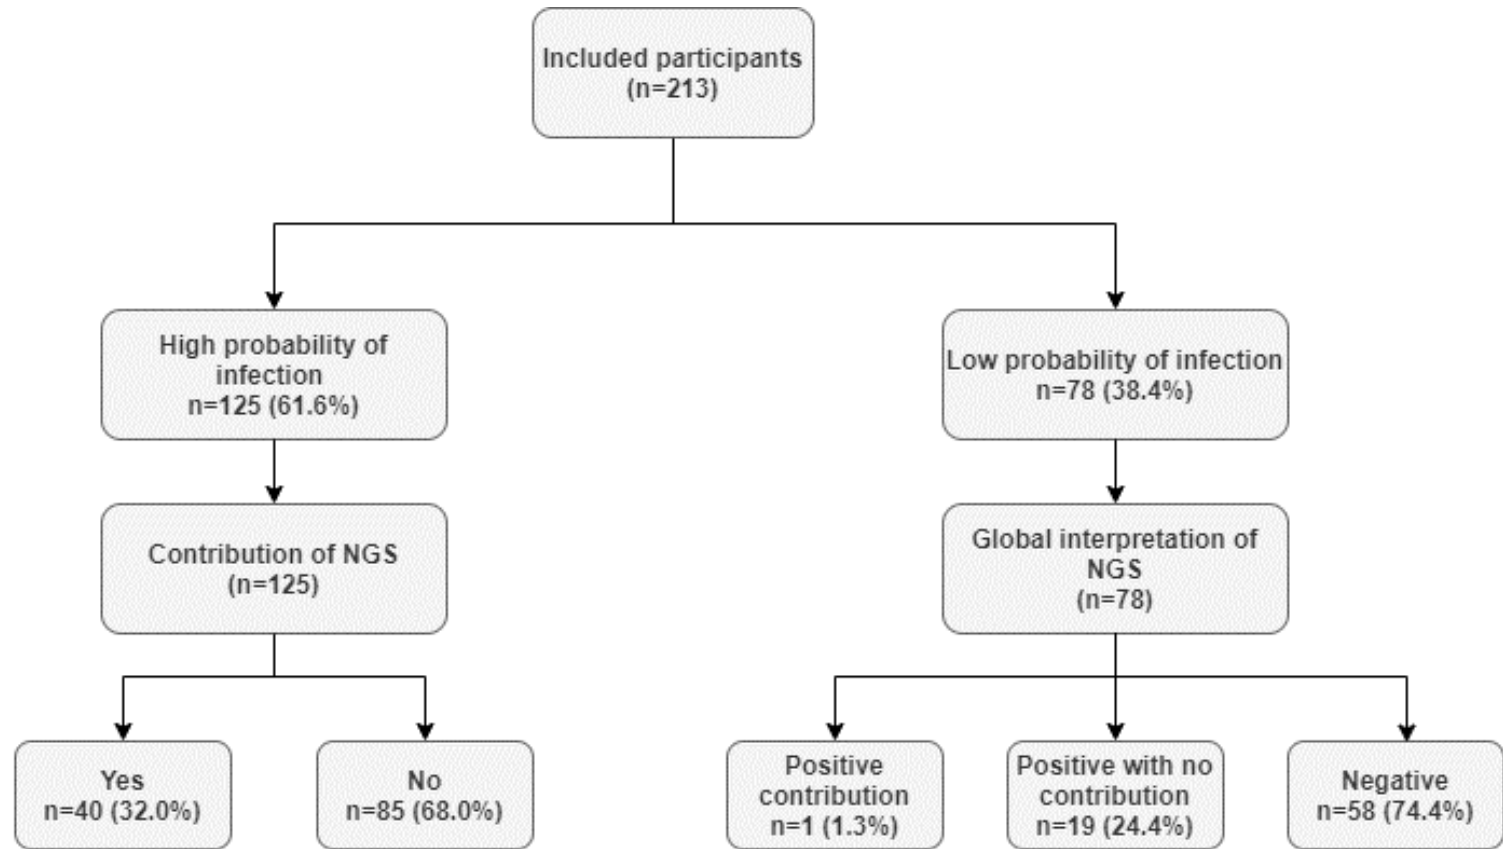 Included participants
(n=213)
High probability of
infection
n=125 (61.6%)
Low probability of infection
n=78 (38.4%)
Contribution of NGS
(n=125)
Global interpretation of
NGS
(n=78)
Yes
n=40 (32.0%)
No
n=85 (68.0%)
Positive
contribution
n=1 (1.3%)
Positive with no
contribution
n=19 (24.4%)
Negative
n=58 (74.4%)